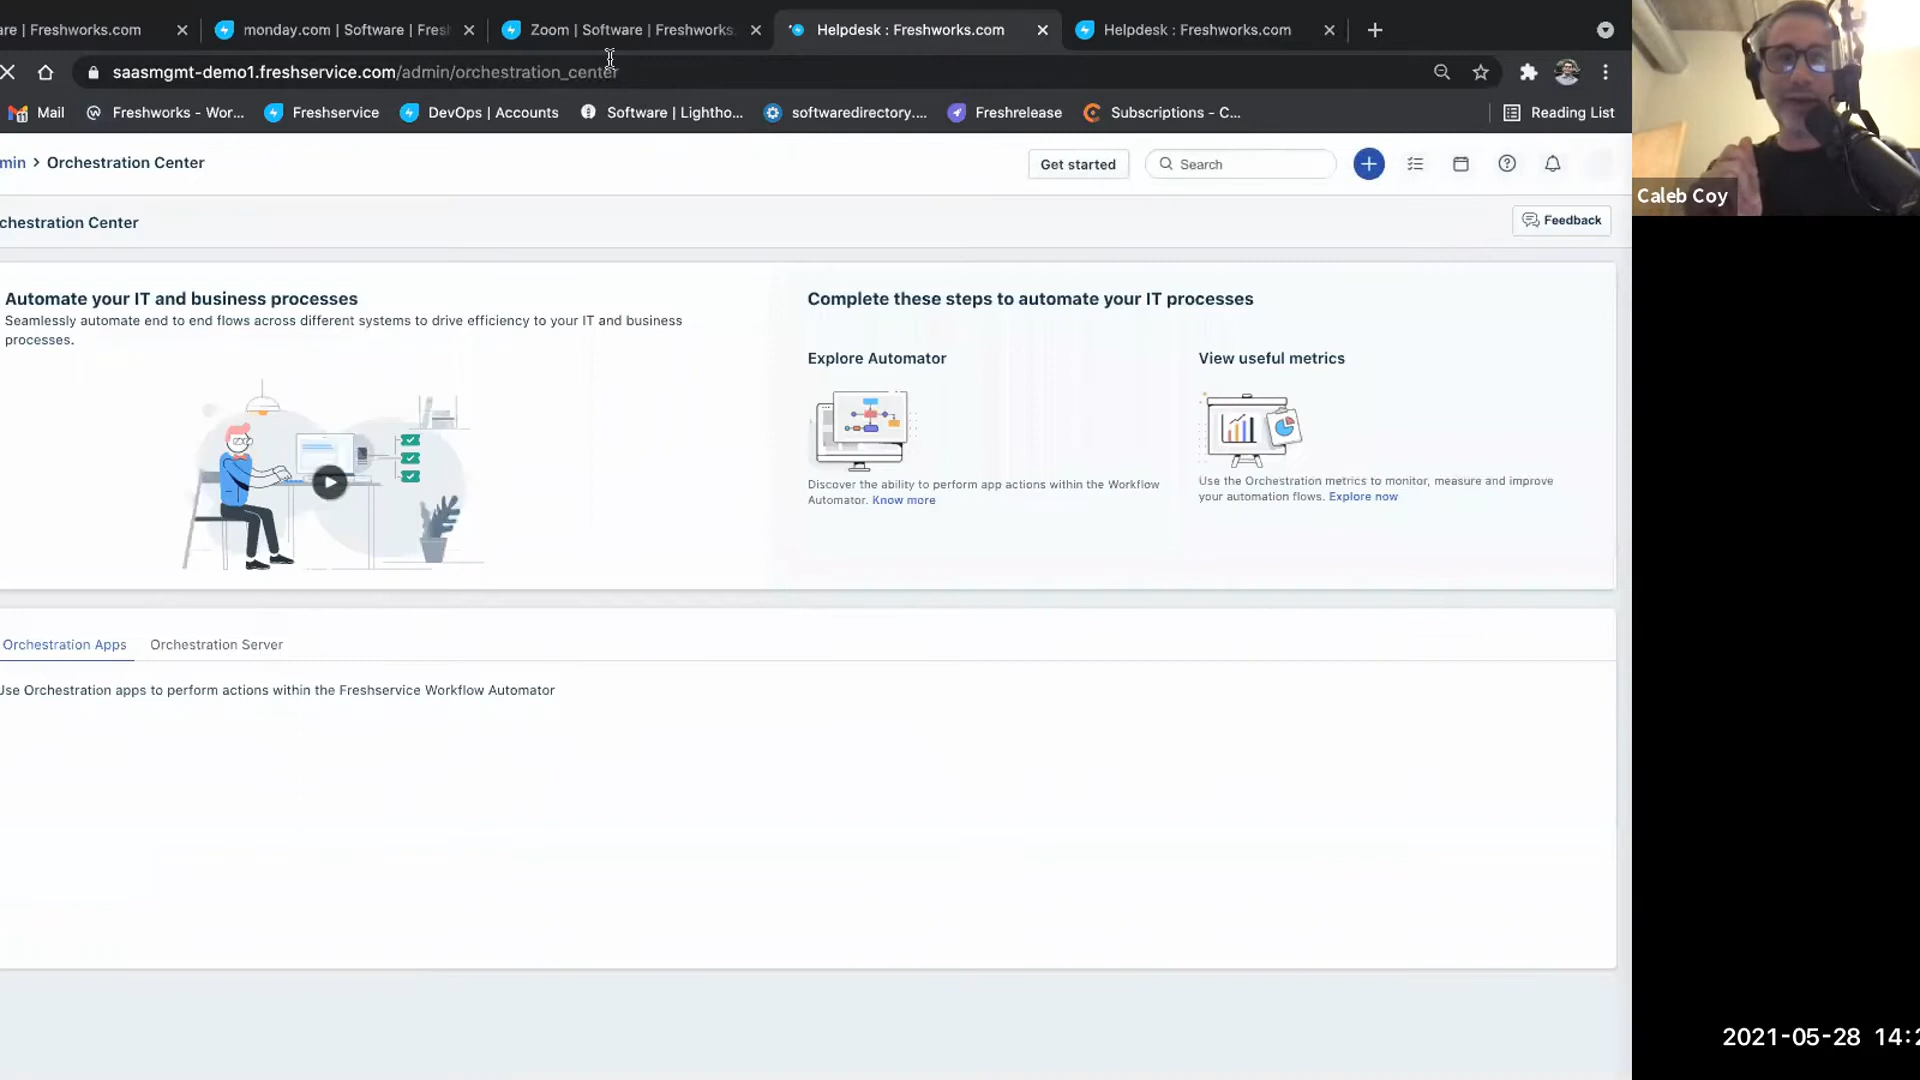 re | Freshworks.com
monday.com | Software | Fresh
Zoom | Software | Freshworks.
Helpdesk : Freshworks.com
Helpdesk : Freshworks.com
saasmgmt-demo1.freshservice.com/admin/orchestration_center
Mail
Freshworks - Wor...
Freshservice
DevOps | Accounts
Software | Lightho...
softwaredirectory....
Freshrelease
Subscriptions - C...
Reading List
min > Orchestration Center
Get started
Search
Caleb Coy
chestration Center
Feedback
Automate your IT and business processes
Seamlessly automate end to end flows across different systems to drive efficiency to your IT and business
processes.
Complete these steps to automate your IT processes
Explore Automator
Discover the ability to perform app actions within the Workflow
Automator. Know more
View useful metrics
Use the Orchestration metrics to monitor, measure and improve
your automation flows. Explore now
Orchestration Apps
Orchestration Server
Use Orchestration apps to perform actions within the Freshservice Workflow Automator
2021-05-28 14:2